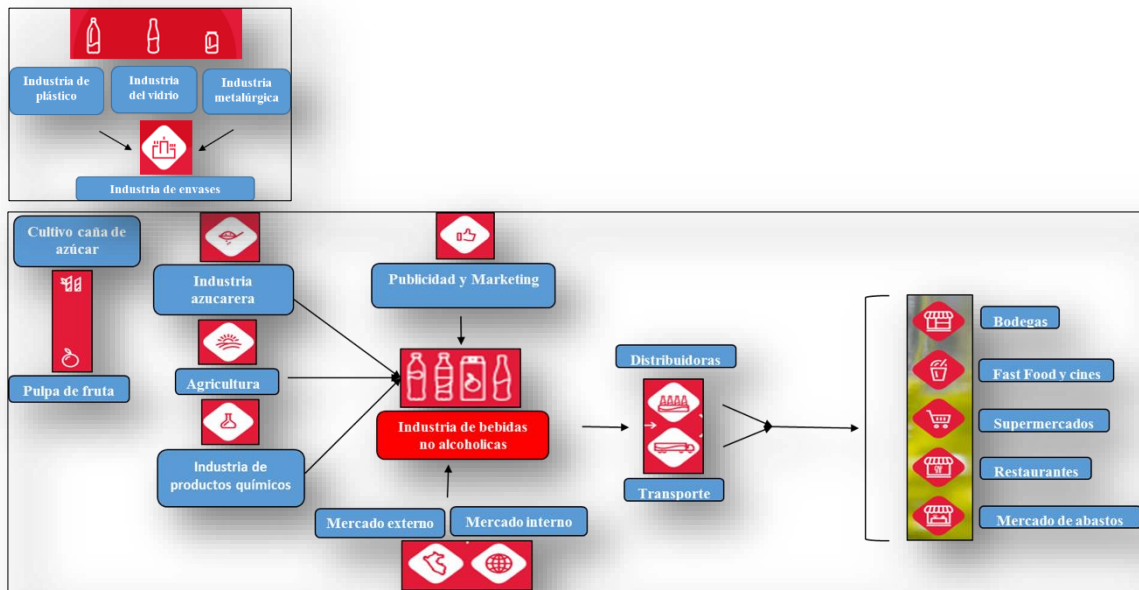 Industria de
plástico
Industria
del vidrio
Industria
metalúrgica
Industria de envases
Cultivo caña de
azúcar
Pulpa de fruta
Industria
azucarera
Agricultura
Industria de
productos químicos
Publicidad y Marketing
Industria de bebidas
no alcoholicas
Mercado externo
Mercado interno
Distribuidoras
Transporte
Bodegas
Fast Food y cines
Supermercados
Restaurantes
Mercado de abastos